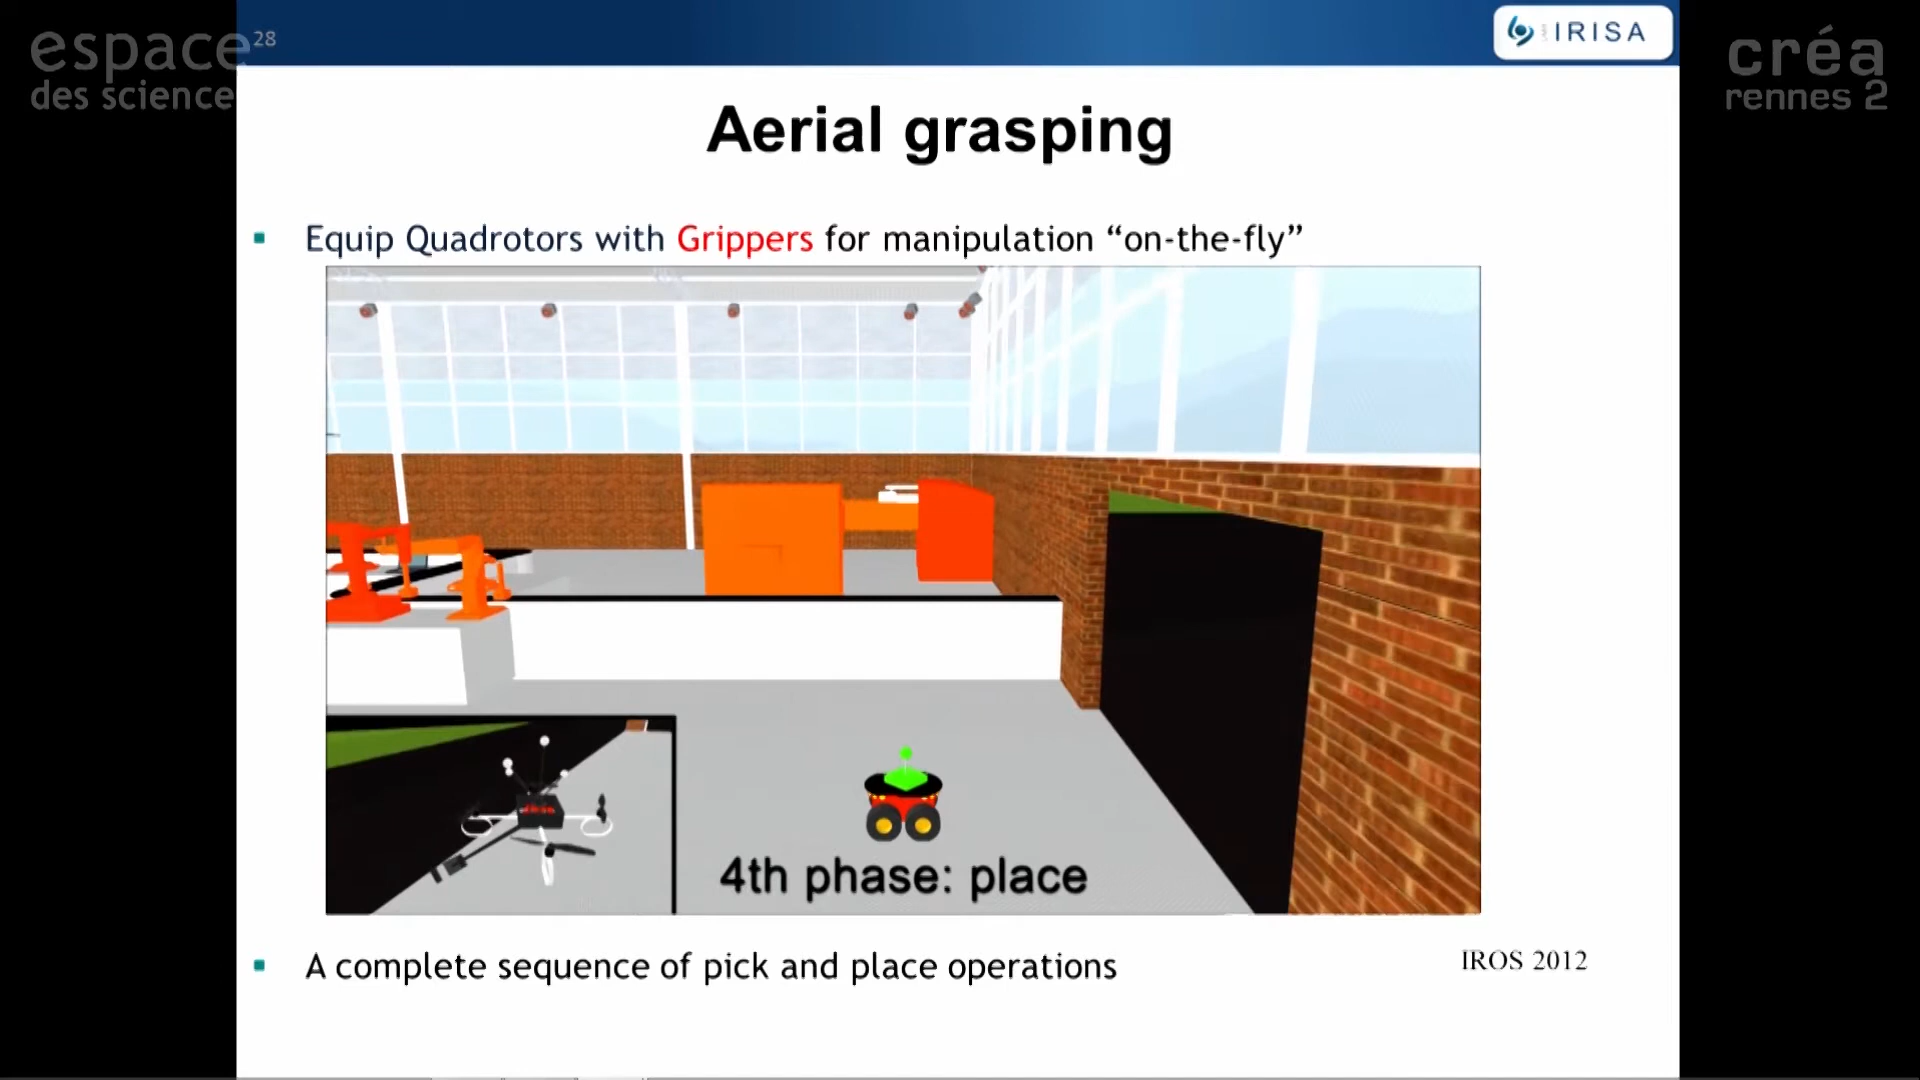 espace
des science
28
IRISA
créa
rennes 2
Aerial grasping
Equip Quadrotors with Grippers for manipulation “on-the-fly”
4th phase: place
A complete sequence of pick and place operations
IROS 2012